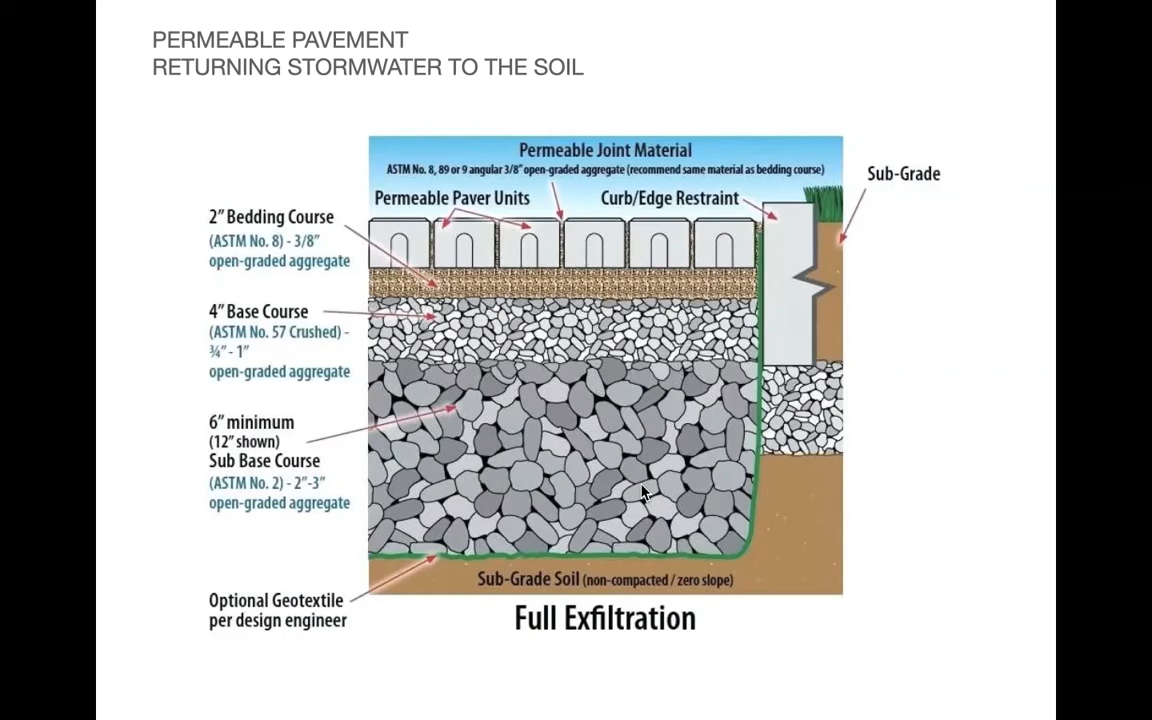 PERMEABLE PAVEMENT
RETURNING STORMWATER TO THE SOIL
Permeable Joint Material
ASTM No. 8, 89 or 9 angular 3/8" open-graded aggregate (recommend same material as bedding course)
Permeable Paver Units
Curb/Edge Restraint
Sub-Grade
2" Bedding Course
(ASTM No. 8) - 3/8"
open-graded aggregate
4" Base Course
(ASTM No. 57 Crushed) -
¾" - 1"
open-graded aggregate
6" minimum
(12" shown)
Sub Base Course
(ASTM No. 2) - 2"-3"
open-graded aggregate
Optional Geotextile
per design engineer
Sub-Grade Soil (non-compacted / zero slope)
Full Exfiltration